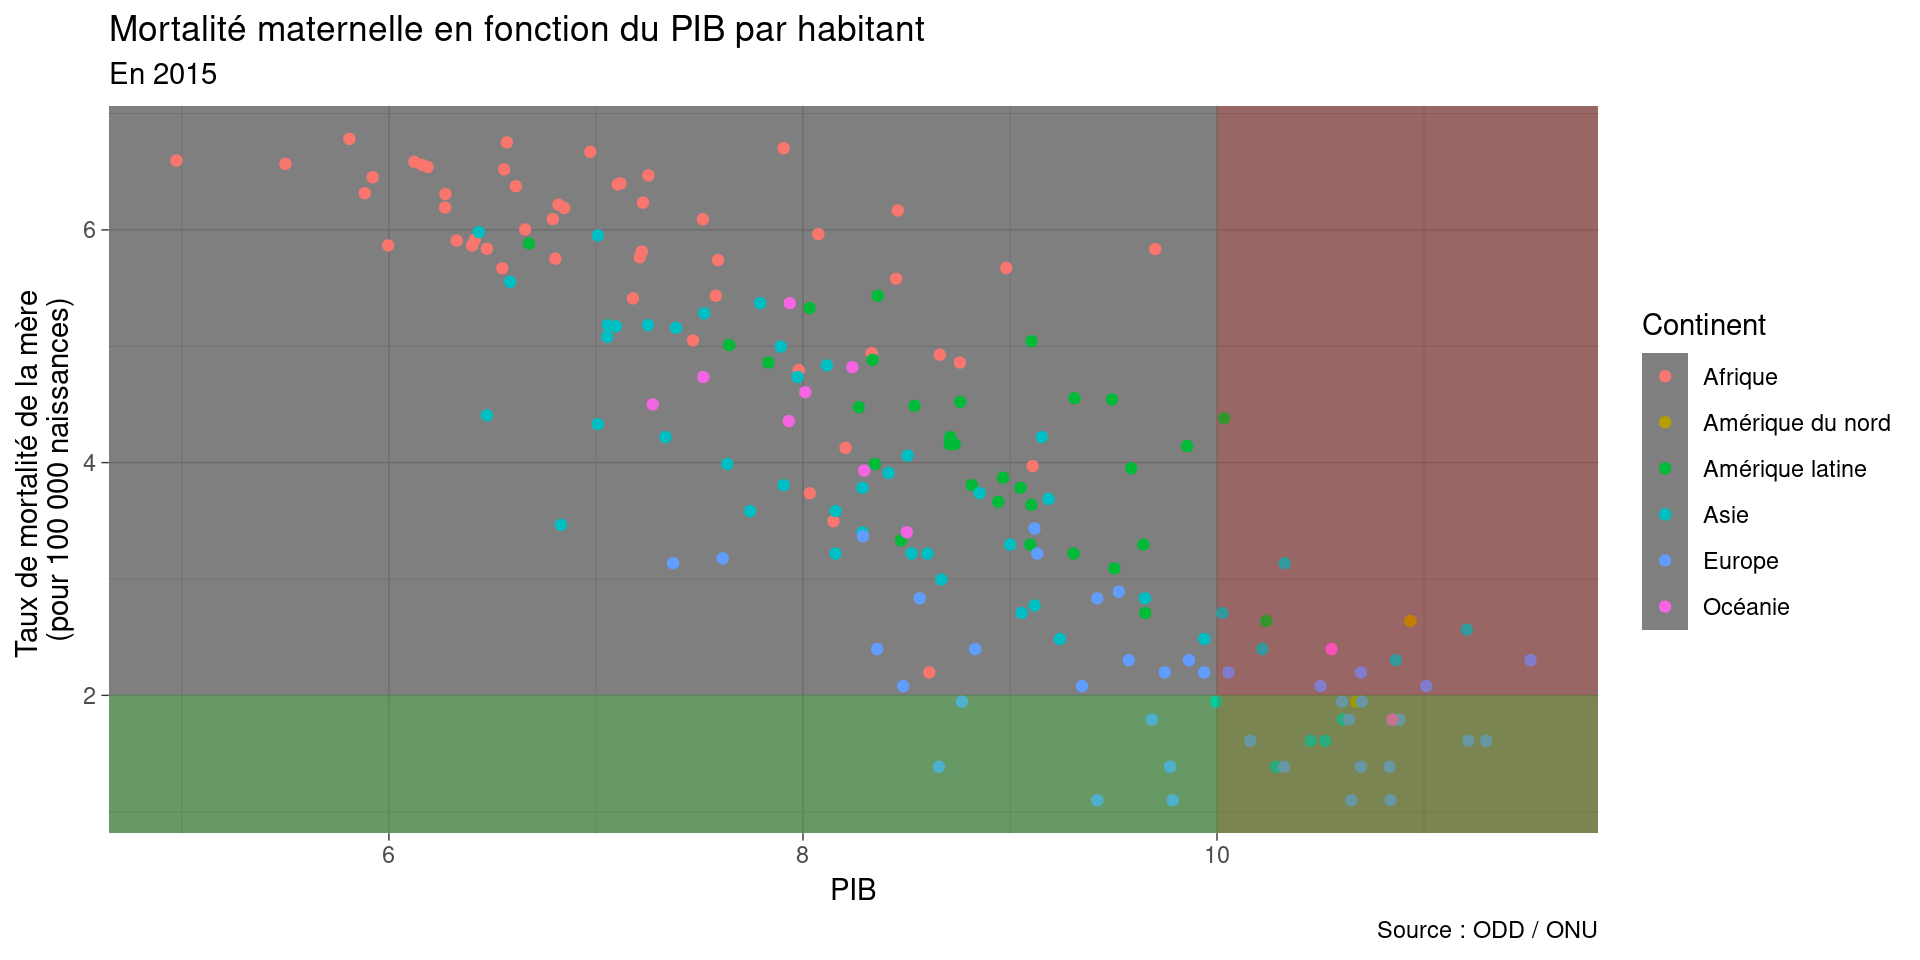 Mortalité maternelle en fonction du PIB par habitant
En 2015
Taux de mortalité de la mère
(pour 100 000 naissances)
6
4
2
6
8
10
PIB
Continent
Afrique
Amérique du nord
Amérique latine
Asie
Europe
Océanie
Source : ODD / ONU